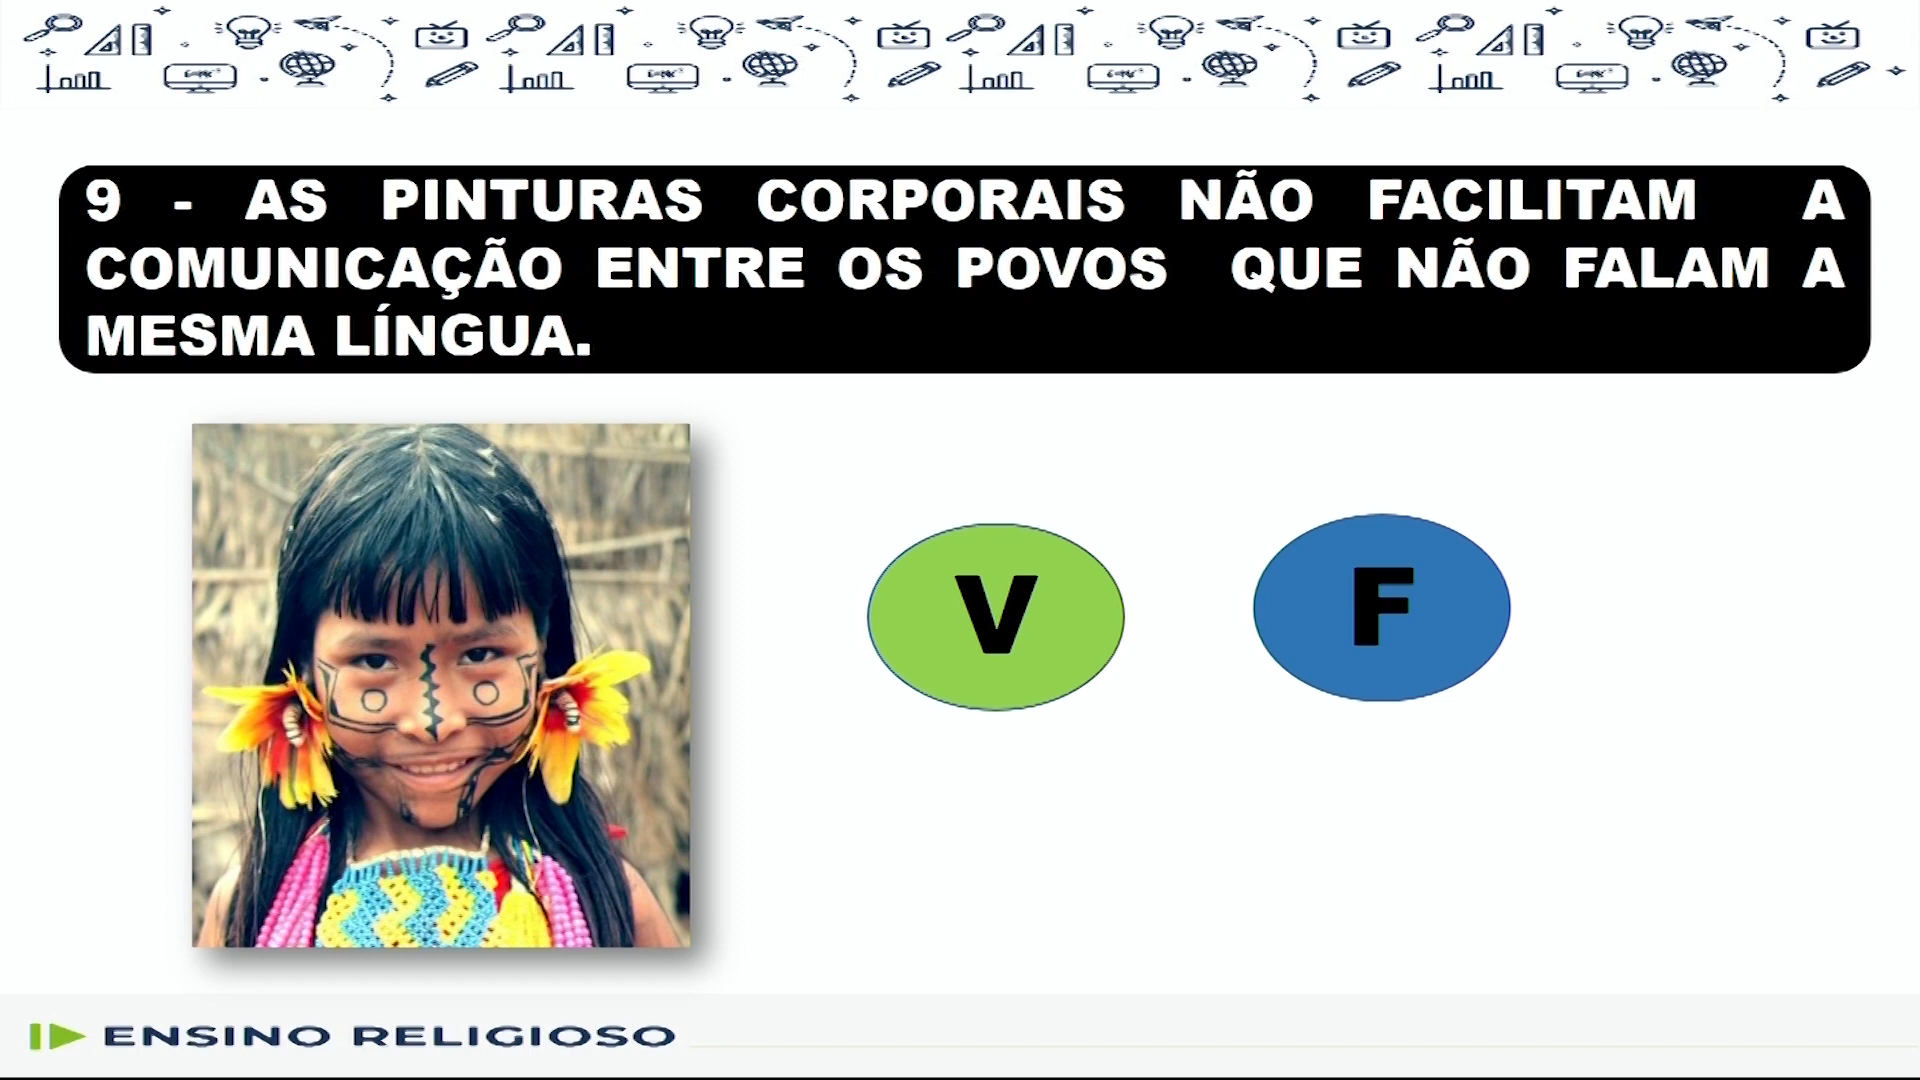 9 - AS PINTURAS CORPORAIS NÃO FACILITAM A
COMUNICAÇÃO ENTRE OS POVOS QUE NÃO FALAM A
MESMA LÍNGUA.
V
F
ENSINO RELIGIOSO